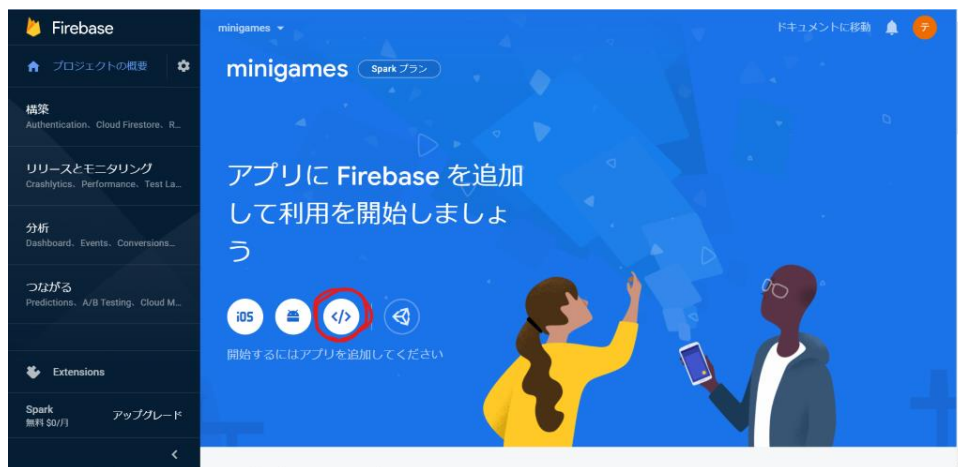 Firebase
minigames
ドキュメントに移動
テ
プロジェクトの概要
minigames
Spark プラン
構築
Authentication、Cloud Firestore、R...
リリースとモニタリング
Crashlytics、Performance、Test La...
分析
Dashboard、Events、Conversions...
つながる
Predictions、A/B Testing、Cloud M...
アプリに Firebase を追加
して利用を開始しましょ
う
iOS
</>
開始するにはアプリを追加してください
Extensions
Spark
無料 $0/月
アップグレード